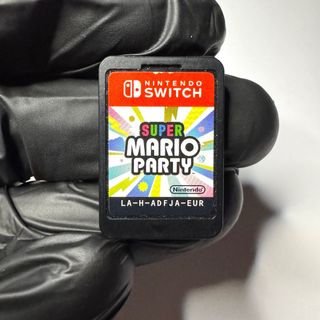 NINTENDO
SWITCH
SUPER
MARIO
PARTY
Nintendo
LA-H-ADFJA-EUR